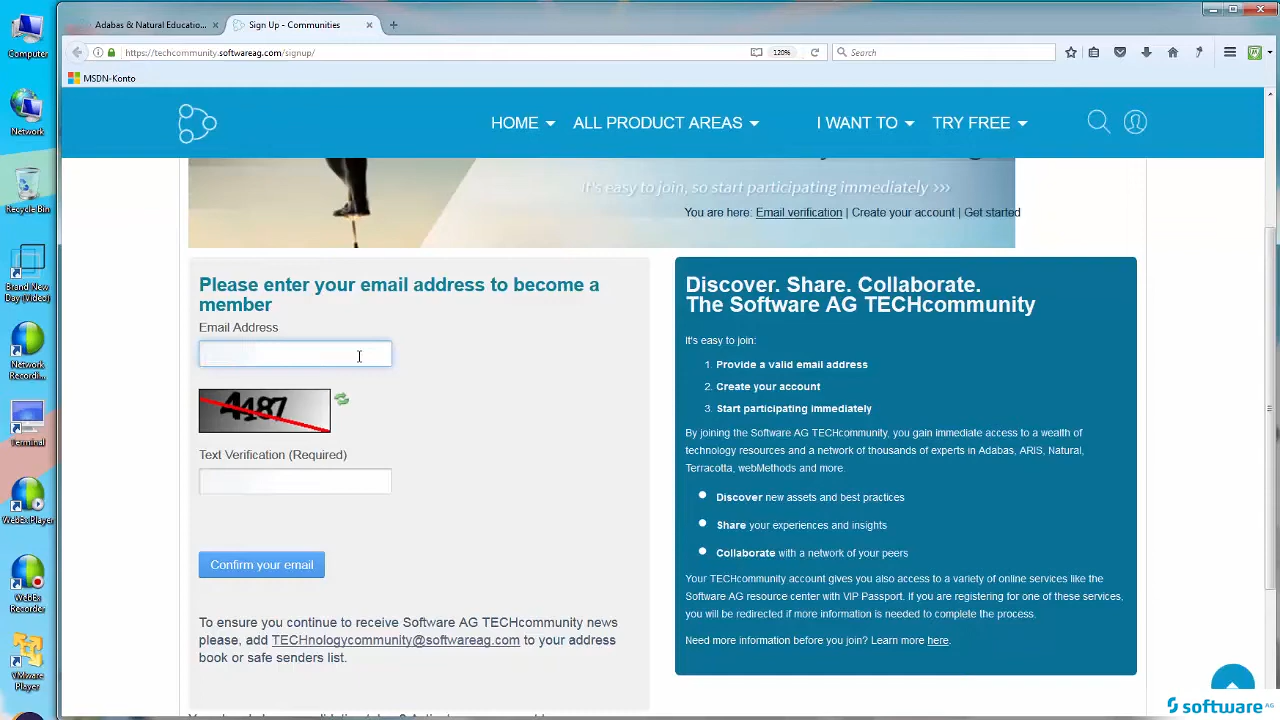 Adabas & Natural Educatio...
Sign Up - Communities
https://techcommunity.softwareag.com/signup/
120%
Search
MSDN-Konto
HOME
ALL PRODUCT AREAS
I WANT TO
TRY FREE
It's easy to join, so start participating immediately >>>
You are here: Email verification | Create your account | Get started
Please enter your email address to become a
member
Email Address
4187
Text Verification (Required)
Confirm your email
To ensure you continue to receive Software AG TECHcommunity news
please, add TECHnologycommunity@softwareag.com to your address
book or safe senders list.
Discover. Share. Collaborate.
The Software AG TECHcommunity
It's easy to join:
1. Provide a valid email address
2. Create your account
3. Start participating immediately
By joining the Software AG TECHcommunity, you gain immediate access to a wealth of
technology resources and a network of thousands of experts in Adabas, ARIS, Natural,
Terracotta, webMethods and more.
Discover new assets and best practices
Share your experiences and insights
Collaborate with a network of your peers
Your TECHcommunity account gives you also access to a variety of online services like the
Software AG resource center with VIP Passport. If you are registering for one of these services,
you will be redirected if more information is needed to complete the process.
Need more information before you join? Learn more here.
Computer
Network
Recycle Bin
Brand New
Day (Video)
Network
Recordi...
Terminal
WebEx Player
WebEx
Recorder
VMware
Player
software AG